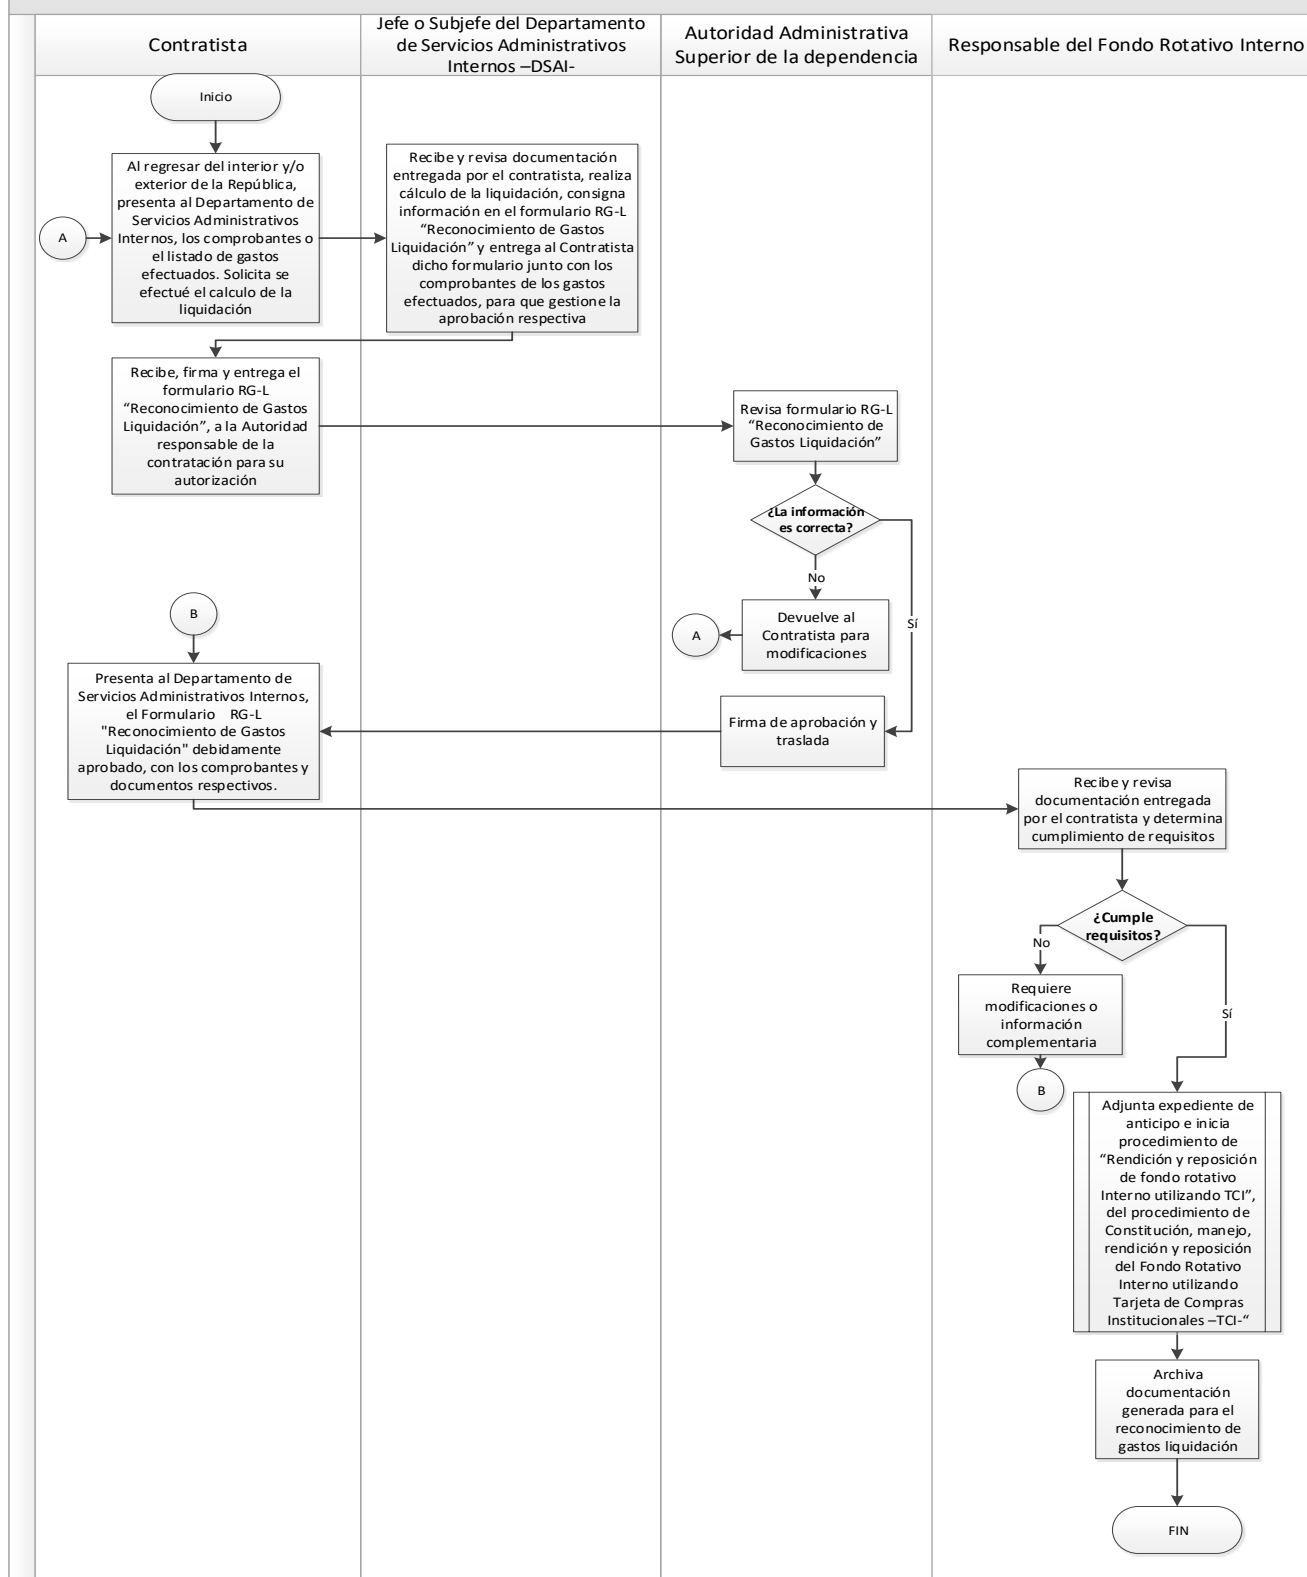 Contratista
Jefe o Subjefe del Departamento
de Servicios Administrativos
Internos –DSAI-
Autoridad Administrativa
Superior de la dependencia
Responsable del Fondo Rotativo Interno
Inicio
Al regresar del interior y/o
exterior de la República,
presenta al Departamento de
Servicios Administrativos
Internos, los comprobantes o
el listado de gastos
efectuados. Solicita se
efectué el calculo de la
liquidación
A
Recibe y revisa documentación
entregada por el contratista, realiza
cálculo de la liquidación, consigna
información en el formulario RG-L
“Reconocimiento de Gastos
Liquidación” y entrega al Contratista
dicho formulario junto con los
comprobantes de los gastos
efectuados, para que gestione la
aprobación respectiva
Recibe, firma y entrega el
formulario RG-L
“Reconocimiento de Gastos
Liquidación”, a la Autoridad
responsable de la
contratación para su
autorización
Revisa formulario RG-L
“Reconocimiento de
Gastos Liquidación”
¿La información
es correcta?
No
Sí
Devuelve al
Contratista para
modificaciones
A
B
Firma de aprobación y
traslada
Presenta al Departamento de
Servicios Administrativos Internos,
el Formulario RG-L
"Reconocimiento de Gastos
Liquidación" debidamente
aprobado, con los comprobantes y
documentos respectivos.
Recibe y revisa
documentación entregada
por el contratista y determina
cumplimiento de requisitos
¿Cumple
requisitos?
No
Sí
Requiere
modificaciones o
información
complementaria
B
Adjunta expediente de
anticipo e inicia
procedimiento de
“Rendición y reposición
de fondo rotativo
Interno utilizando TCI”,
del procedimiento de
Constitución, manejo,
rendición y reposición
del Fondo Rotativo
Interno utilizando
Tarjeta de Compras
Institucionales –TCI-“
Archiva
documentación
generada para el
reconocimiento de
gastos liquidación
FIN